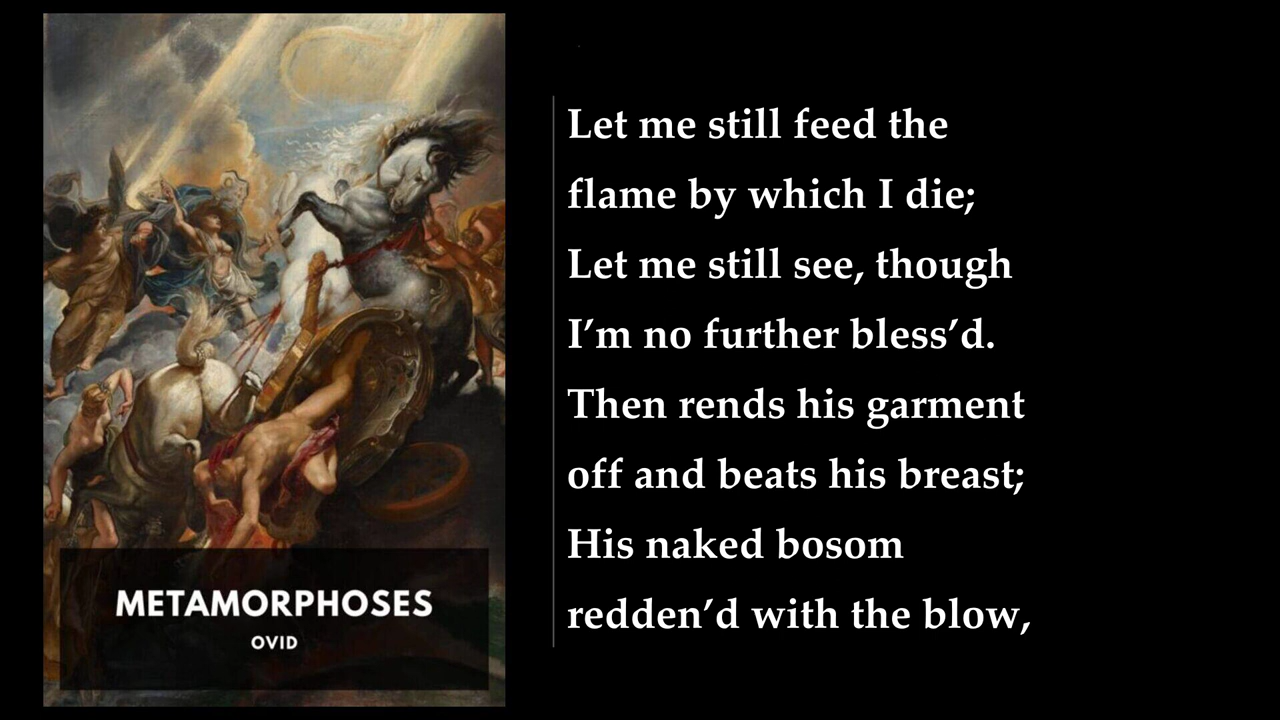 METAMORPHOSES
OVID
Let me still feed the
flame by which I die;
Let me still see, though
I’m no further bless’d.
Then rends his garment
off and beats his breast;
His naked bosom
redden’d with the blow,